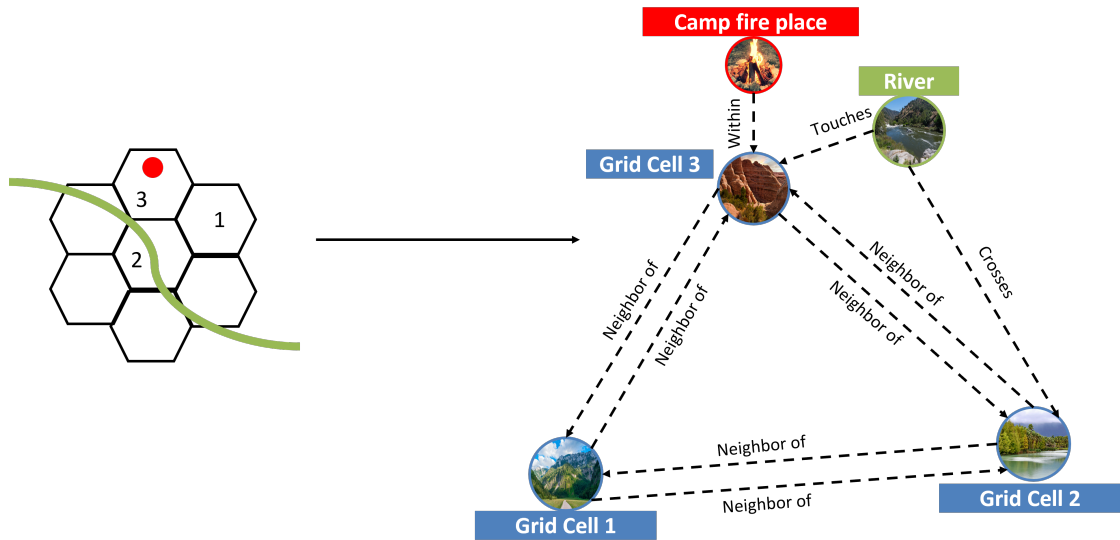 Camp fire place
River
Within
Touches
Grid Cell 3
3
1
2
Neighbor of
Neighbor of
Neighbor of
Neighbor of
Crosses
Neighbor of
Neighbor of
Grid Cell 1
Grid Cell 2